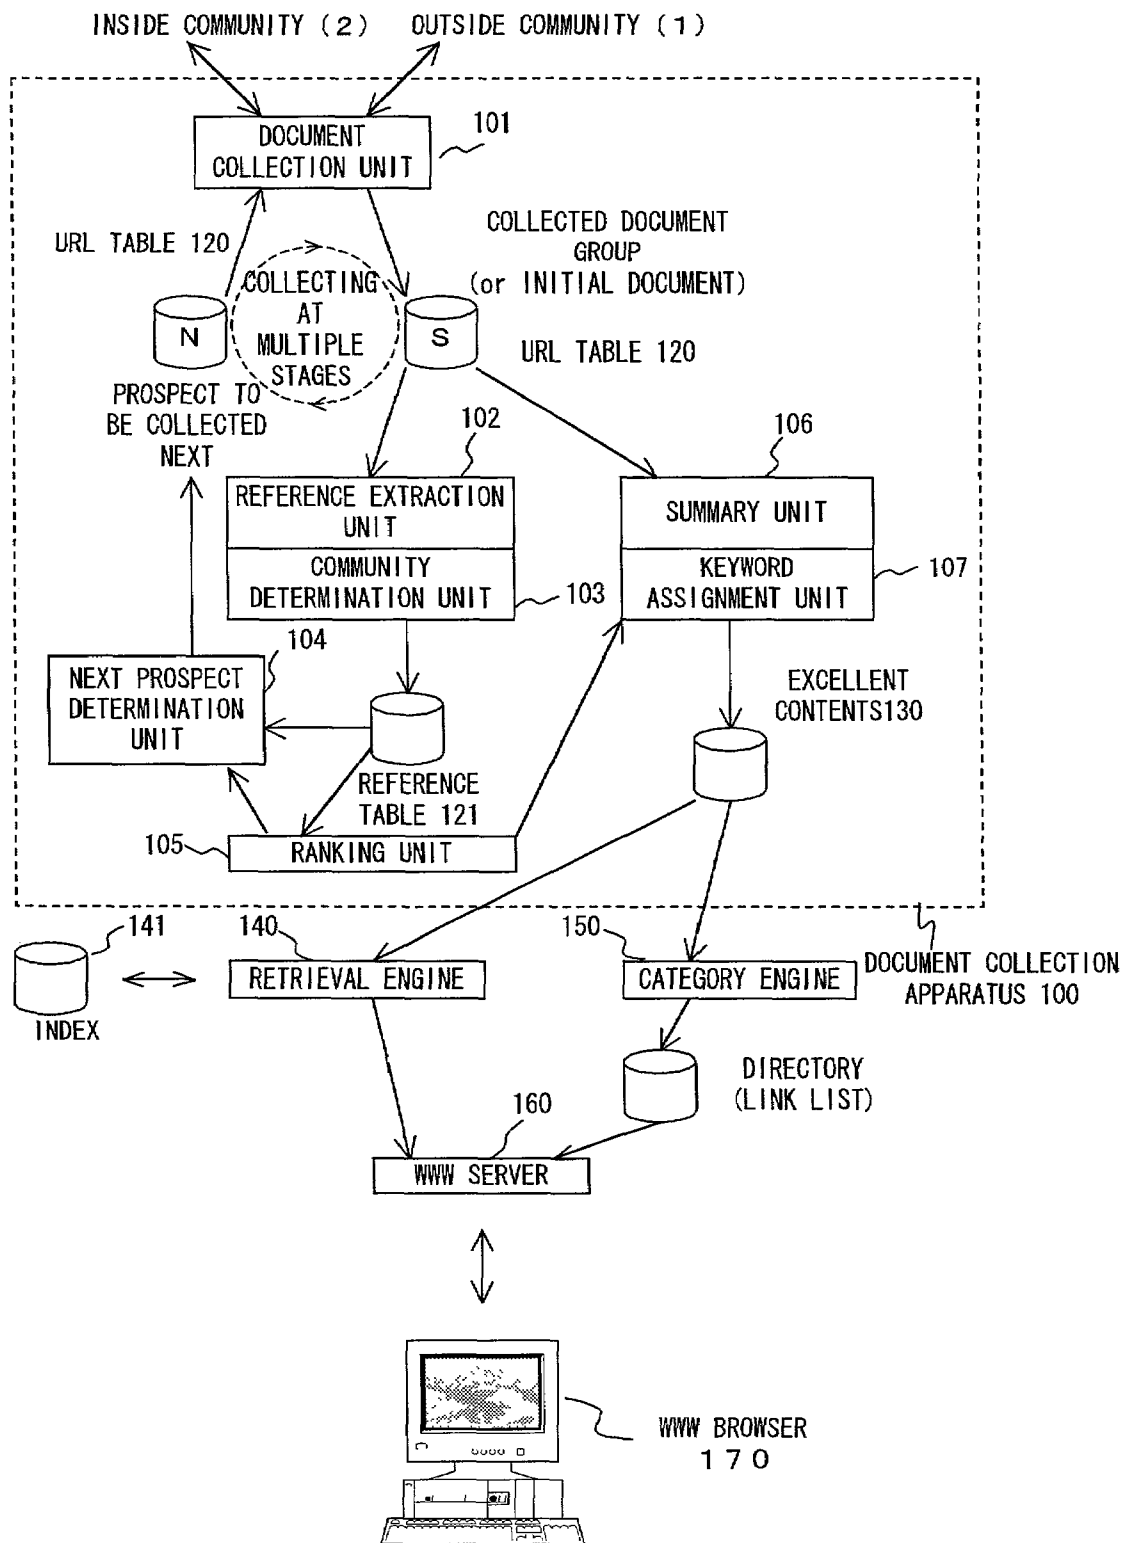 INSIDE COMMUNITY (2) OUTSIDE COMMUNITY (1)
DOCUMENT
COLLECTION UNIT
101
URL TABLE 120
COLLECTED DOCUMENT
GROUP
(or INITIAL DOCUMENT)
COLLECTING
AT
MULTIPLE
STAGES
N
S
URL TABLE 120
PROSPECT TO
BE COLLECTED
NEXT
102
106
REFERENCE EXTRACTION
UNIT
SUMMARY UNIT
COMMUNITY
DETERMINATION UNIT
103
KEYWORD
ASSIGNMENT UNIT
107
104
NEXT PROSPECT
DETERMINATION
UNIT
EXCELLENT
CONTENTS130
REFERENCE
TABLE 121
105
RANKING UNIT
141
140
150
RETRIEVAL ENGINE
CATEGORY ENGINE
DOCUMENT COLLECTION
APPARATUS 100
INDEX
DIRECTORY
(LINK LIST)
160
WWW SERVER
WWW BROWSER
170